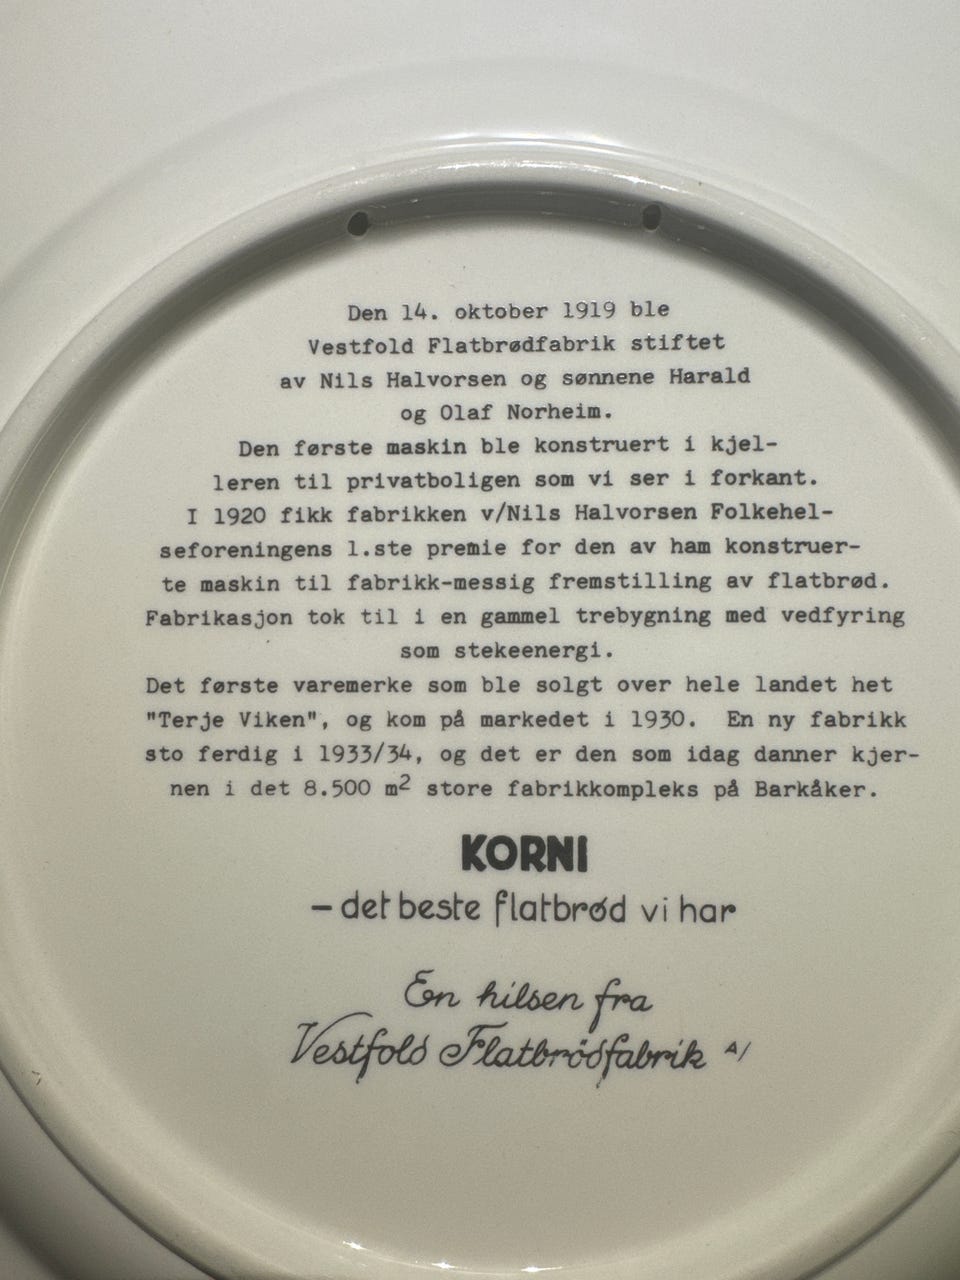 Den 14. oktober 1919 ble
Vestfold Flatbrødfabrik stiftet
av Nils Halvorsen og sønnene Harald
og Olaf Norheim.
Den første maskin ble konstruert i kjel-
leren til privatboligen som vi ser i forkant.
I 1920 fikk fabrikken v/Nils Halvorsen Folkehel-
seforeningens 1.ste premie for den av ham konstruer-
te maskin til fabrikk-messig fremstilling av flatbrød.
Fabrikasjon tok til i en gammel trebygning med vedfyring
som stekeenergi.
Det første varemerke som ble solgt over hele landet het
"Terje Viken", og kom på markedet i 1930. En ny fabrikk
sto ferdig i 1933/34, og det er den som idag danner kjer-
nen i det 8.500 m² store fabrikkompleks på Barkåker.
KORNI
– det beste flatbrød vi har
En hilsen fra
Vestfold Flatbrödfabrik A/